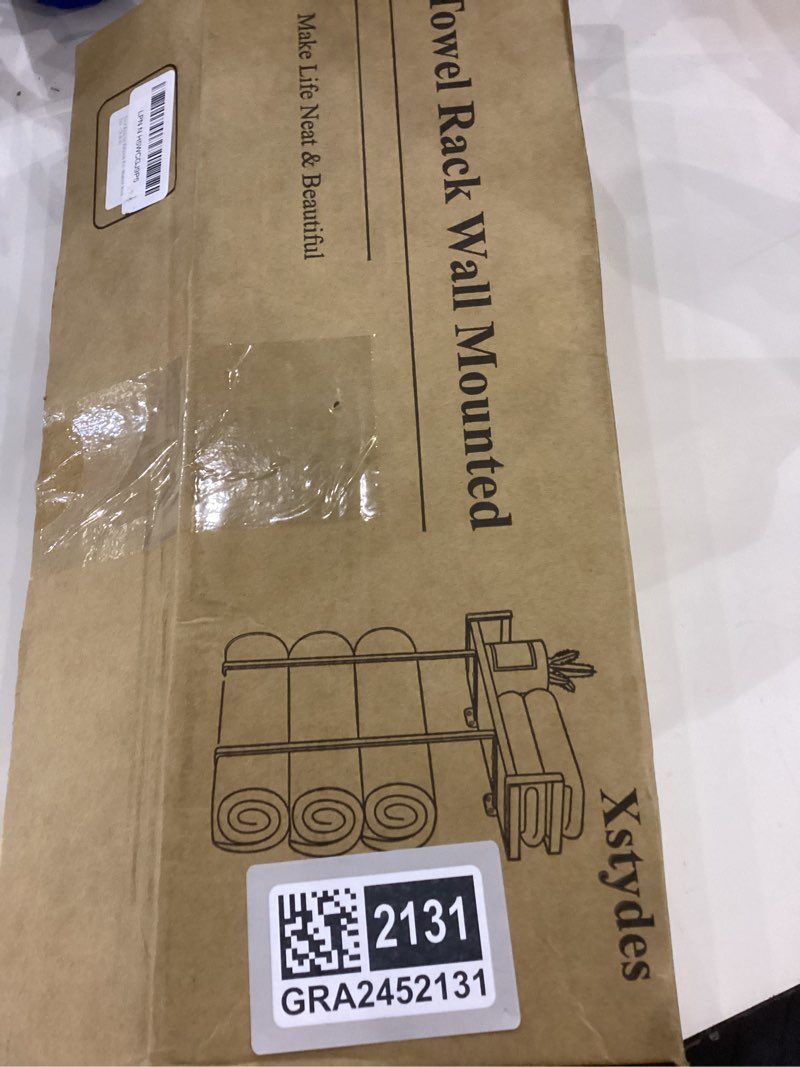 Xstydes
Towel Rack Wall Mounted
Make Life Neat & Beautiful
2131
GRA2452131